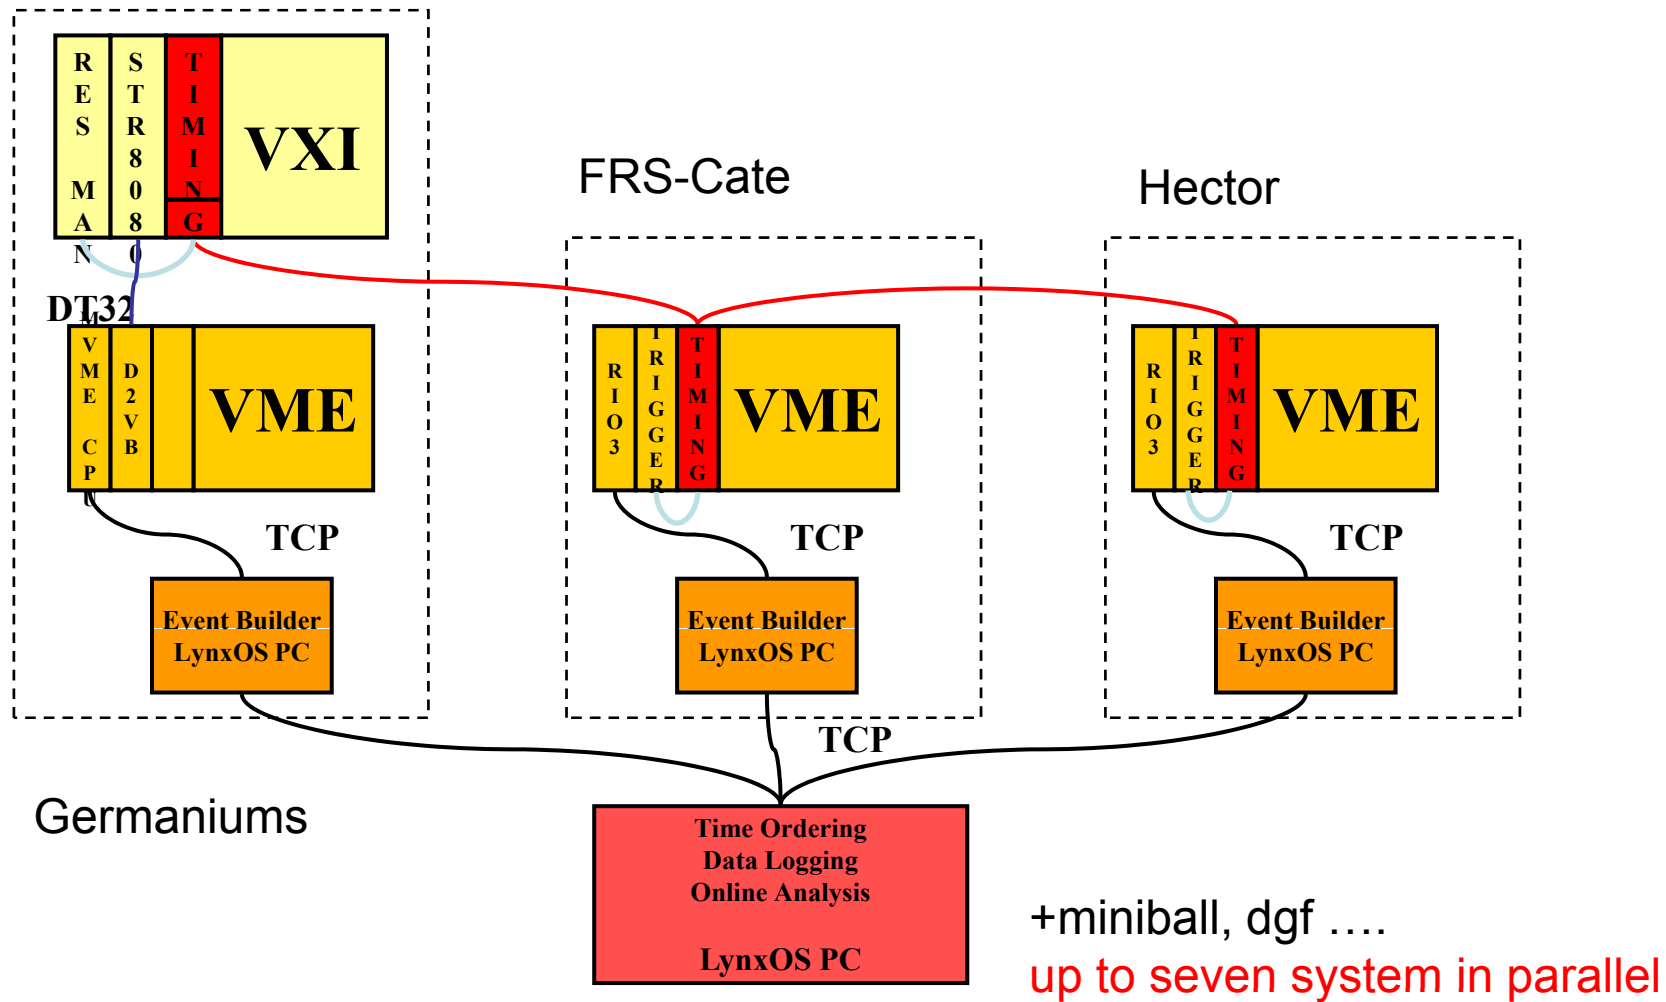 RES MAN
STR8080
TIMING
VXI
DT32
MVME CPU
D2VB
VME
TCP
Event Builder
LynxOS PC
Germaniums
FRS-Cate
RIO3
TRIGGER
TIMING
VME
TCP
Event Builder
LynxOS PC
TCP
Hector
RIO3
TRIGGER
TIMING
VME
TCP
Event Builder
LynxOS PC
Time Ordering
Data Logging
Online Analysis
LynxOS PC
+miniball, dgf ....
up to seven system in parallel